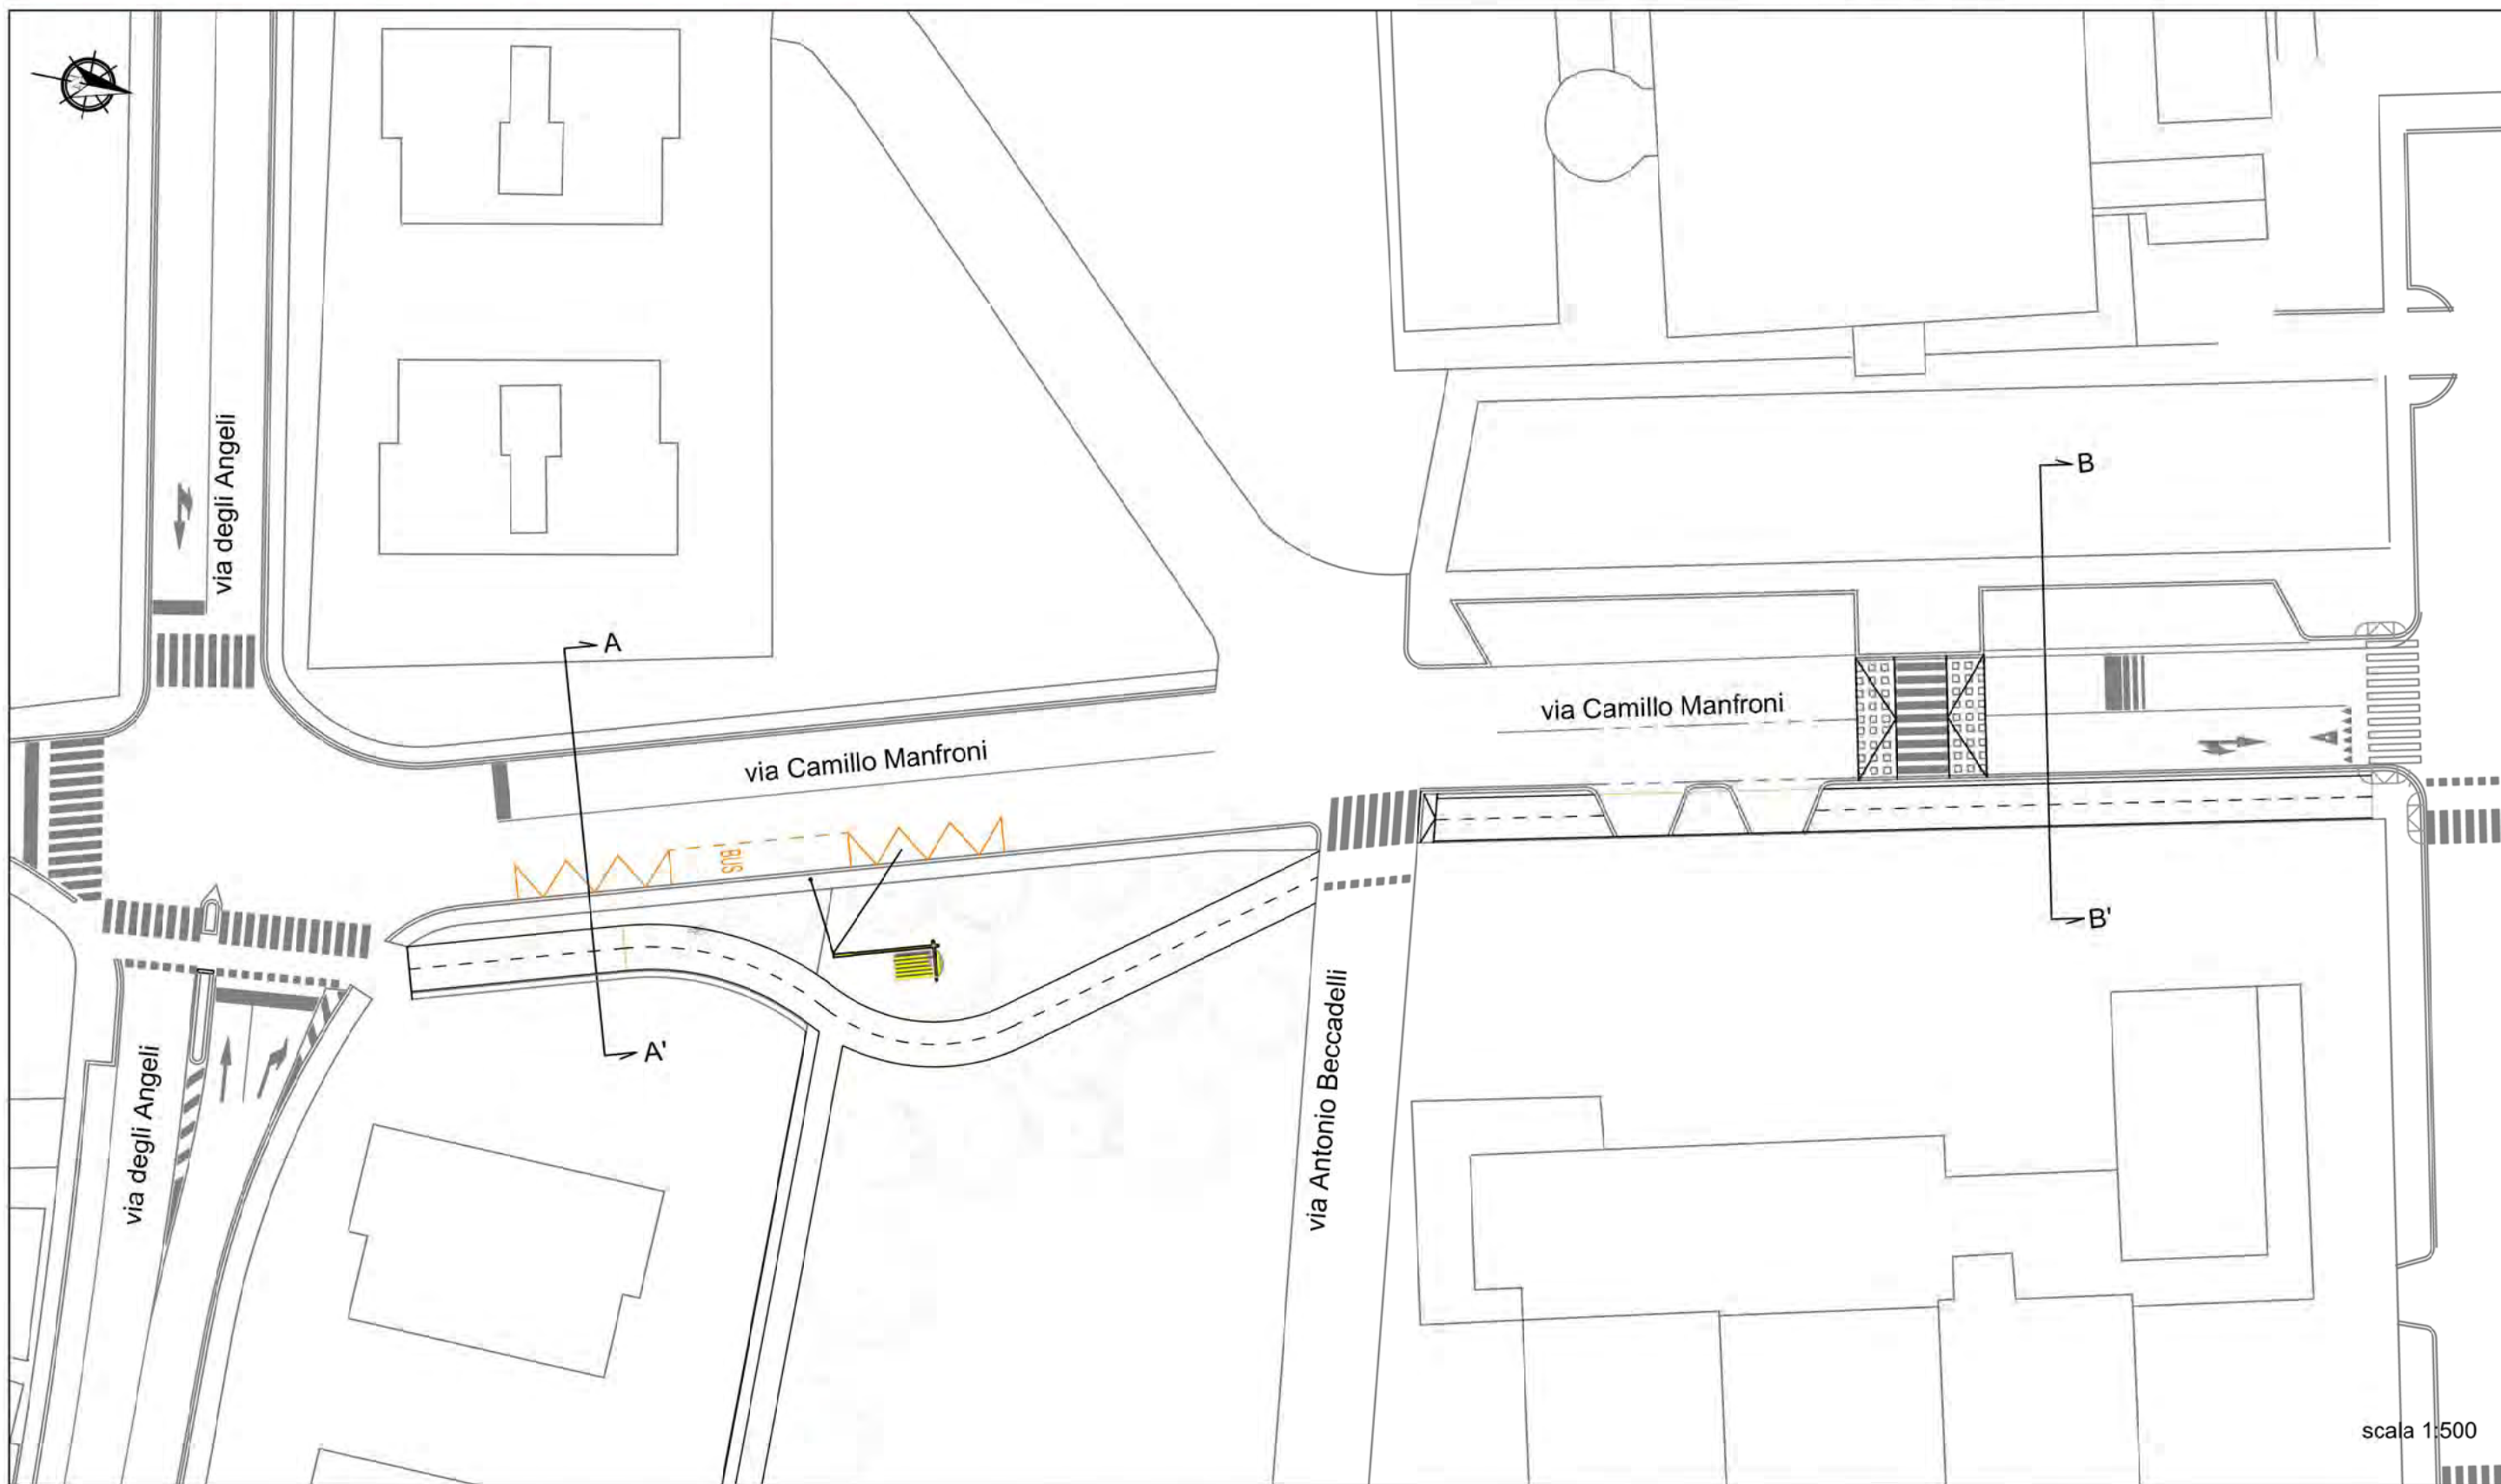 via degli Angeli
A
B
via Camillo Manfroni
via Camillo Manfroni
BUS
B'
A'
via degli Angeli
via Antonio Beccadelli
scala 1:500